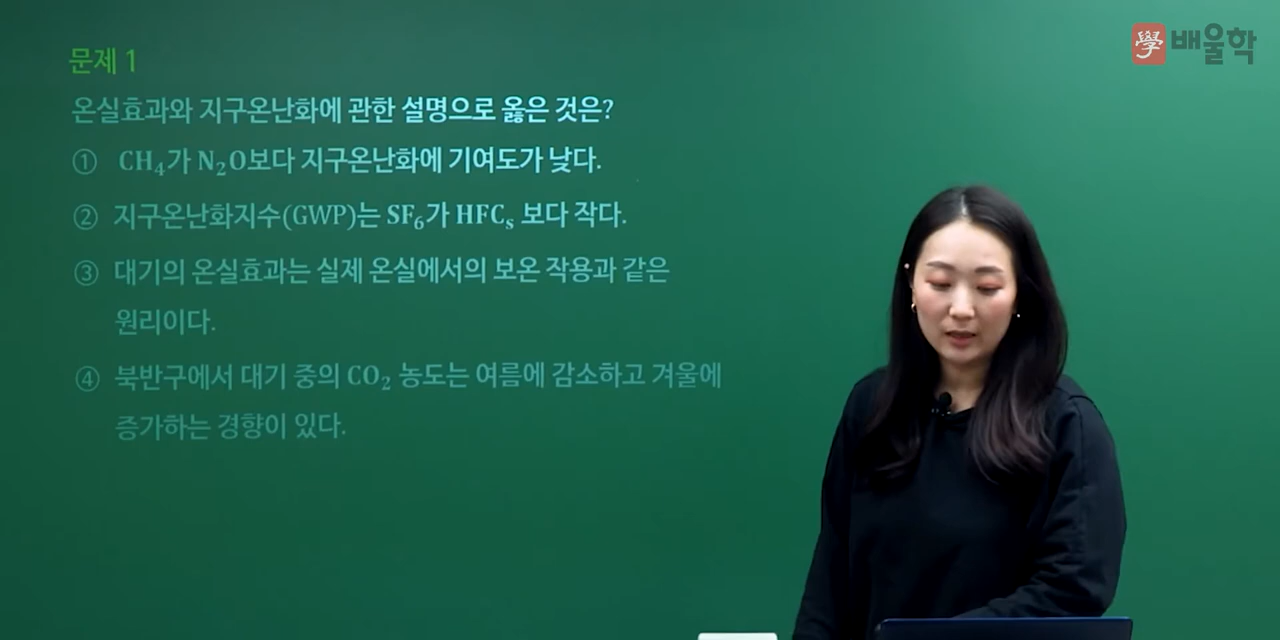 學 배울학
문제 1
온실효과와 지구온난화에 관한 설명으로 옳은 것은?
① CH₄가 N₂O보다 지구온난화에 기여도가 낮다.
② 지구온난화지수(GWP)는 SF₆가 HFCₛ 보다 작다.
③ 대기의 온실효과는 실제 온실에서의 보온 작용과 같은
원리이다.
④ 북반구에서 대기 중의 CO₂ 농도는 여름에 감소하고 겨울에
증가하는 경향이 있다.